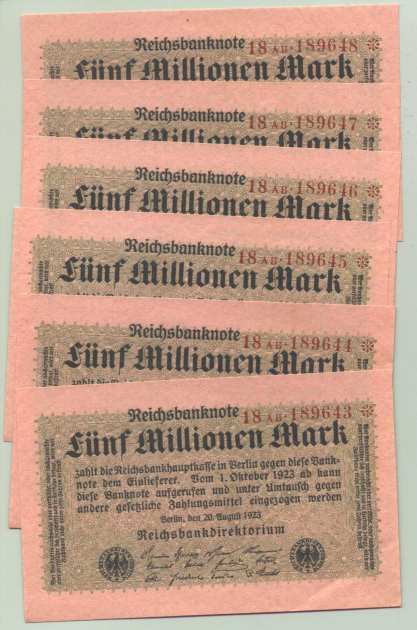 Reichsbanknote
18 AB·189648
Fünf Millionen Mark
Reichsbanknote
18 AB·189647
Fünf Millionen Mark
Reichsbanknote
18 AB·189646
Fünf Millionen Mark
Reichsbanknote
18 AB·189645
Fünf Millionen Mark
Reichsbanknote
18 AB·189644
Fünf Millionen Mark
Reichsbanknote
18 AB·189643
Fünf Millionen Mark
zahlt die Reichsbankhauptkasse in Berlin gegen diese Bank-
note dem Einlieferer. Vom 1. Oktober 1923 ab kann
diese Banknote aufgerufen und unter Umtausch gegen
andere gesetzliche Zahlungsmittel eingezogen werden
Berlin, den 20. August 1923
Reichsbankdirektorium